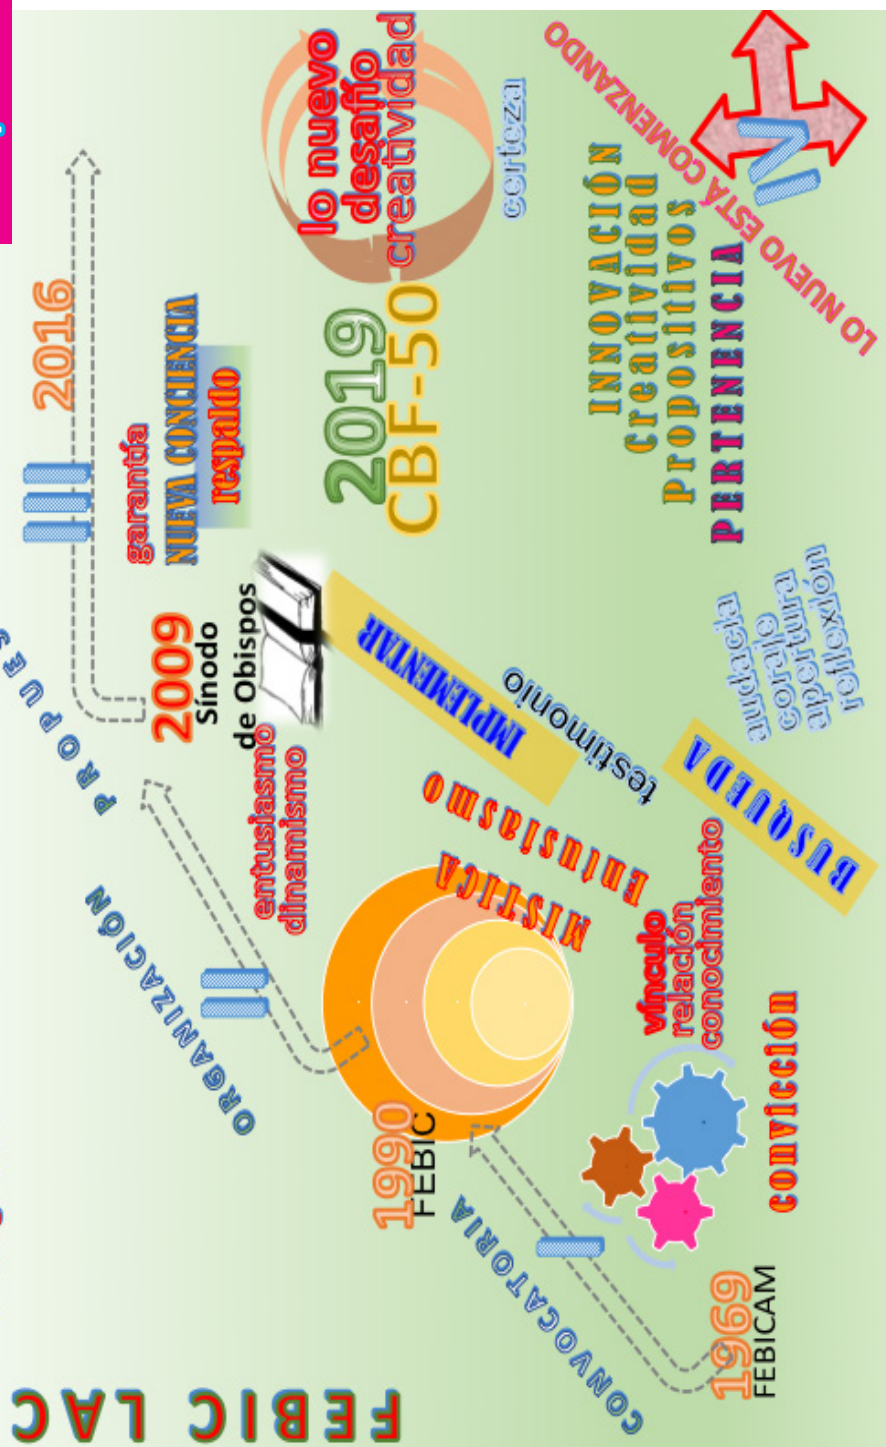 FEBIC LAC
1969
FEBICAM
CONVOCATORIA
I
convicción
vínculo
relación
conocimiento
1990
FEBIC
ORGANIZACIÓN
II
MISTICA
Entusiasmo
entusiasmo
dinamismo
BUSQUEDA
testimonio
IMPLEMENTAR
audacia
coraje
apertura
reflexión
PROPUES
2009
Sínodo
de Obispos
III
2016
garantía
NUEVA CONCIENCIA
respaldo
2019
CBF-50
lo nuevo
desafío
creatividad
certeza
INNOVACIÓN
Creatividad
Propositivos
PERTENENCIA
LO NUEVO ESTÁ COMENZANDO
IV